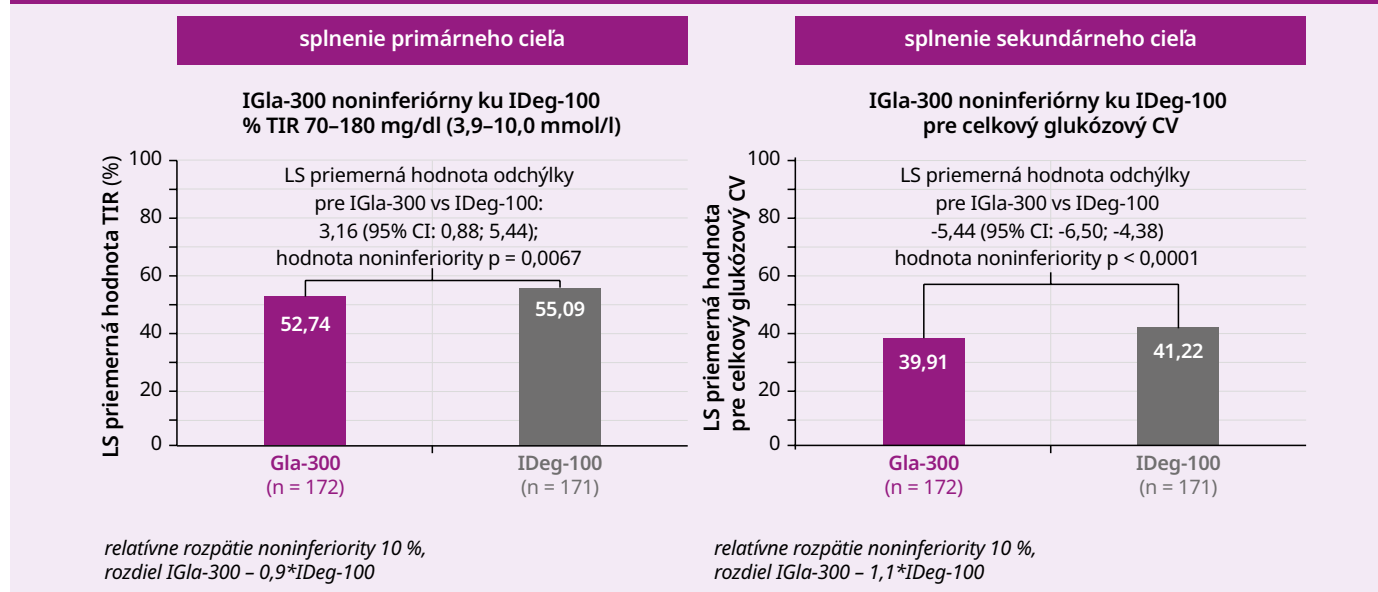 splnenie primárneho cieľa
IGla-300 noninferiórny ku IDeg-100
% TIR 70–180 mg/dl (3,9–10,0 mmol/l)
LS priemerná hodnota TIR (%)
100
80
60
40
20
0
LS priemerná hodnota odchýlky
pre IGla-300 vs IDeg-100:
3,16 (95% CI: 0,88; 5,44);
hodnota noninferiority p = 0,0067
52,74
55,09
Gla-300
(n = 172)
IDeg-100
(n = 171)
relatívne rozpätie noninferiority 10 %,
rozdiel IGla-300 – 0,9*IDeg-100
splnenie sekundárneho cieľa
IGla-300 noninferiórny ku IDeg-100
pre celkový glukózový CV
LS priemerná hodnota
pre celkový glukózový CV
100
80
60
40
20
0
LS priemerná hodnota odchýlky
pre IGla-300 vs IDeg-100
-5,44 (95% CI: -6,50; -4,38)
hodnota noninferiority p < 0,0001
39,91
41,22
Gla-300
(n = 172)
IDeg-100
(n = 171)
relatívne rozpätie noninferiority 10 %,
rozdiel IGla-300 – 1,1*IDeg-100